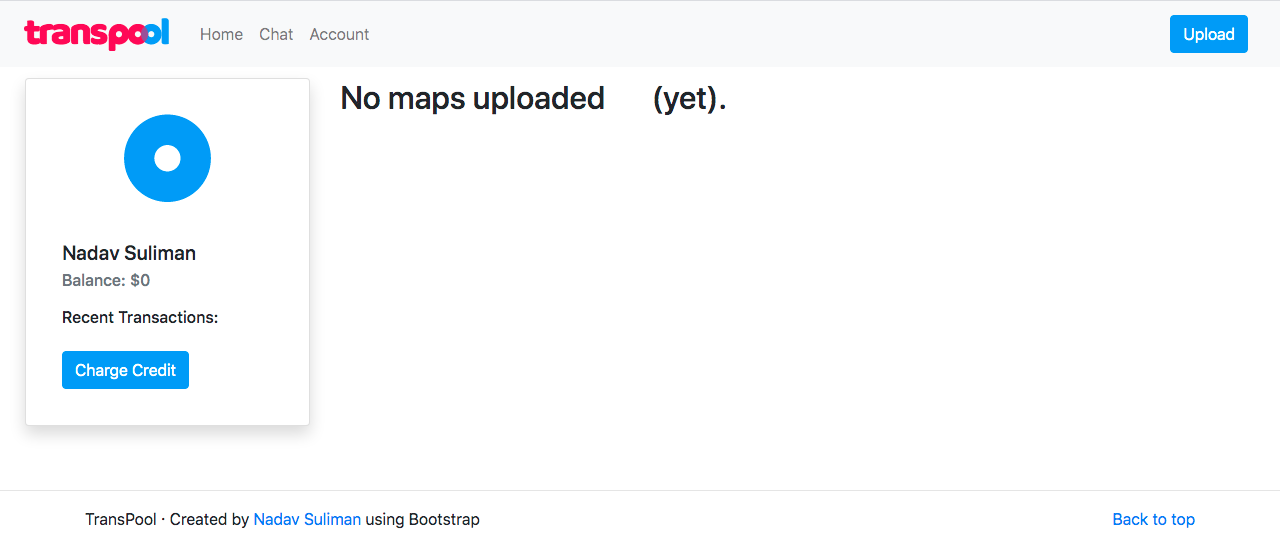 transpool
Home Chat Account
Upload
No maps uploaded (yet).
Nadav Suliman
Balance: $0
Recent Transactions:
Charge Credit
TransPool · Created by Nadav Suliman using Bootstrap
Back to top